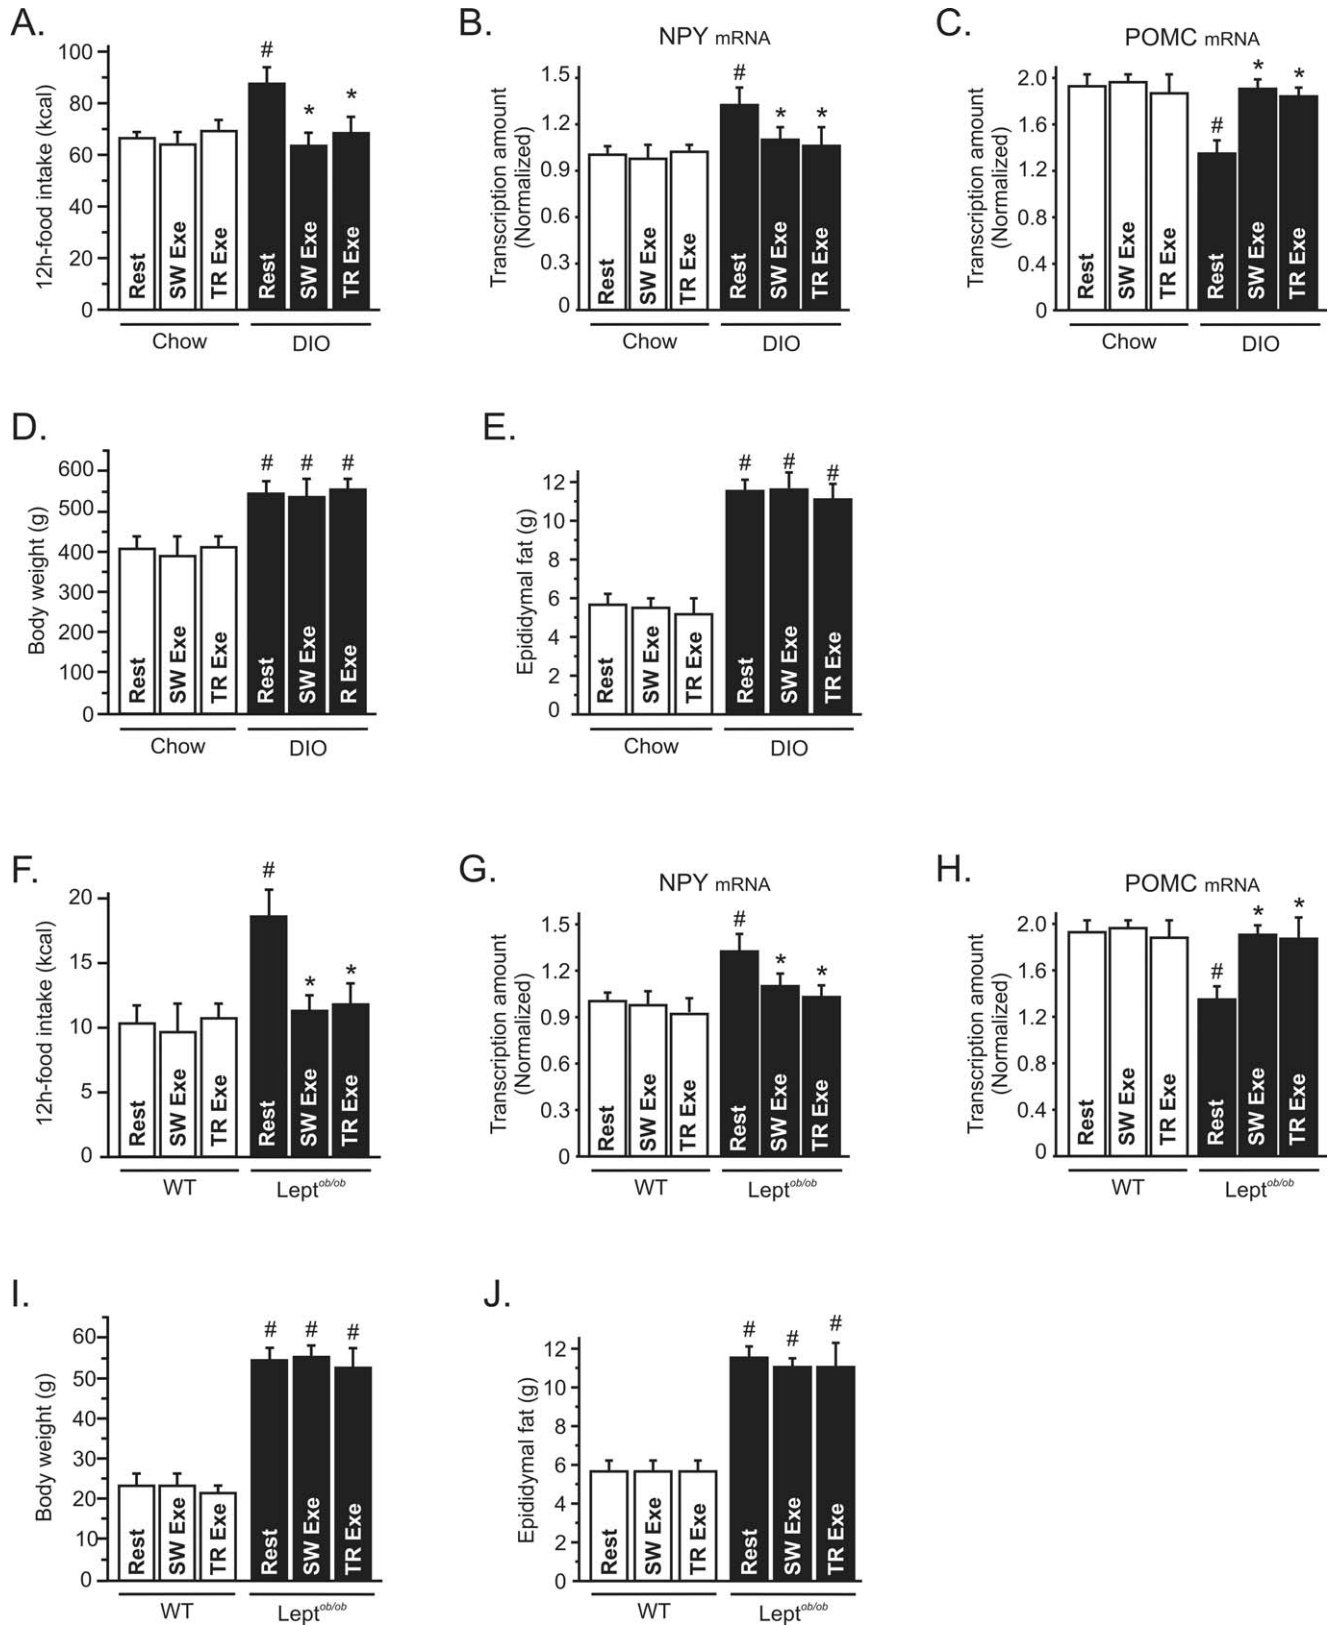 A.
12h-food intake (kcal)
100
80
60
40
20
0
#
*
*
Rest
SW Exe
TR Exe
Rest
SW Exe
TR Exe
Chow
DIO
B.
NPY mRNA
Transcription amount
(Normalized)
1.5
1.2
0.9
0.6
0.3
0
#
*
*
Rest
SW Exe
TR Exe
Rest
SW Exe
TR Exe
Chow
DIO
C.
POMC mRNA
Transcription amount
(Normalized)
2.0
1.6
1.2
2.8
2.4
0
#
*
*
Rest
SW Exe
TR Exe
Rest
SW Exe
TR Exe
Chow
DIO
D.
Body weight (g)
600
500
400
300
200
100
0
#
#
#
Rest
SW Exe
TR Exe
Rest
SW Exe
R Exe
Chow
DIO
E.
Epididymal fat (g)
12
10
8
6
4
2
0
#
#
#
Rest
SW Exe
TR Exe
Rest
SW Exe
TR Exe
Chow
DIO
F.
12h-food intake (kcal)
20
15
10
5
0
#
*
*
Rest
SW Exe
TR Exe
Rest
SW Exe
TR Exe
WT
Lept ob/ob
G.
NPY mRNA
Transcription amount
(Normalized)
1.5
1.2
0.9
0.6
0.3
0
#
*
*
Rest
SW Exe
TR Exe
Rest
SW Exe
TR Exe
WT
Lept ob/ob
H.
POMC mRNA
Transcription amount
(Normalized)
2.0
1.6
1.2
2.8
0.4
0
#
*
*
Rest
SW Exe
TR Exe
Rest
SW Exe
TR Exe
WT
Lept ob/ob
I.
Body weight (g)
60
50
40
30
20
10
0
#
#
#
Rest
SW Exe
TR Exe
Rest
SW Exe
TR Exe
WT
Lept ob/ob
J.
Epididymal fat (g)
12
10
8
6
4
2
0
#
#
#
Rest
SW Exe
TR Exe
Rest
SW Exe
TR Exe
WT
Lept ob/ob